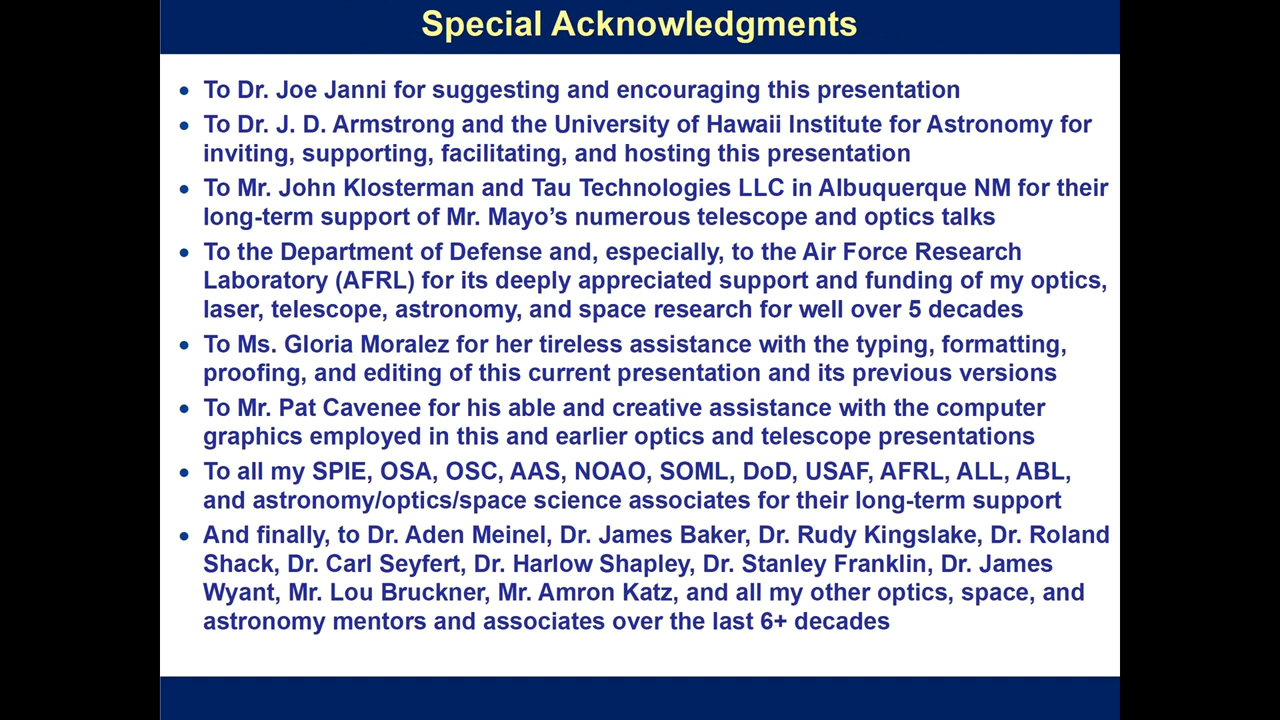 Special Acknowledgments
• To Dr. Joe Janni for suggesting and encouraging this presentation
• To Dr. J. D. Armstrong and the University of Hawaii Institute for Astronomy for
inviting, supporting, facilitating, and hosting this presentation
• To Mr. John Klosterman and Tau Technologies LLC in Albuquerque NM for their
long-term support of Mr. Mayo’s numerous telescope and optics talks
• To the Department of Defense and, especially, to the Air Force Research
Laboratory (AFRL) for its deeply appreciated support and funding of my optics,
laser, telescope, astronomy, and space research for well over 5 decades
• To Ms. Gloria Moralez for her tireless assistance with the typing, formatting,
proofing, and editing of this current presentation and its previous versions
• To Mr. Pat Cavenee for his able and creative assistance with the computer
graphics employed in this and earlier optics and telescope presentations
• To all my SPIE, OSA, OSC, AAS, NOAO, SOML, DoD, USAF, AFRL, ALL, ABL,
and astronomy/optics/space science associates for their long-term support
• And finally, to Dr. Aden Meinel, Dr. James Baker, Dr. Rudy Kingslake, Dr. Roland
Shack, Dr. Carl Seyfert, Dr. Harlow Shapley, Dr. Stanley Franklin, Dr. James
Wyant, Mr. Lou Bruckner, Mr. Amron Katz, and all my other optics, space, and
astronomy mentors and associates over the last 6+ decades